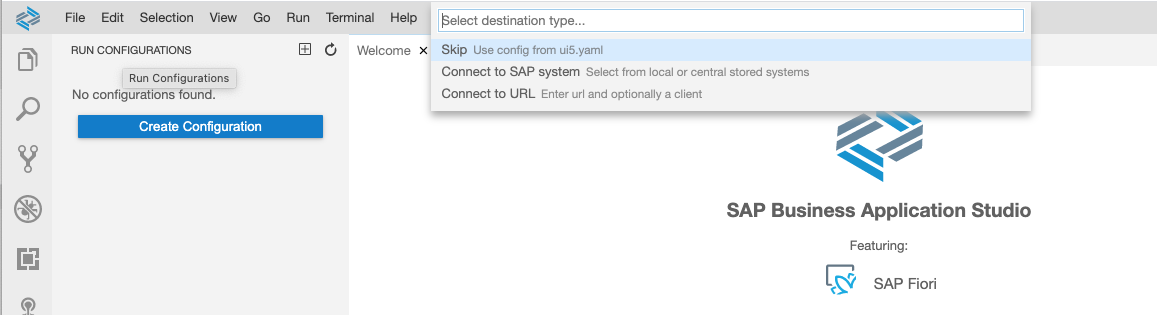 File Edit Selection View Go Run Terminal Help
Select destination type...
RUN CONFIGURATIONS
Welcome
Skip Use config from ui5.yaml
Run Configurations
Connect to SAP system Select from local or central stored systems
No configurations found.
Connect to URL Enter url and optionally a client
Create Configuration
SAP Business Application Studio
Featuring:
SAP Fiori